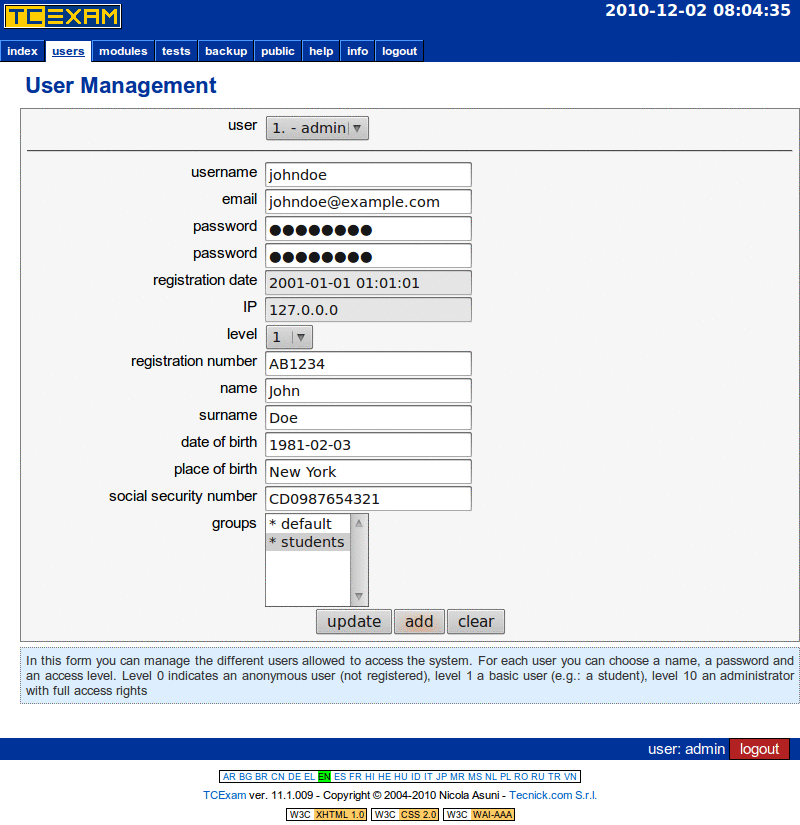 TCEXAM
2010-12-02 08:04:35
index users modules tests backup public help info logout
User Management
user 1. - admin
username johndoe
email johndoe@example.com
password ●●●●●●●●
password ●●●●●●●●
registration date 2001-01-01 01:01:01
IP 127.0.0.0
level 1
registration number AB1234
name John
surname Doe
date of birth 1981-02-03
place of birth New York
social security number CD0987654321
groups * default
* students
update add clear
In this form you can manage the different users allowed to access the system. For each user you can choose a name, a password and
an access level. Level 0 indicates an anonymous user (not registered), level 1 a basic user (e.g.: a student), level 10 an administrator
with full access rights
user: admin logout
AR BG BR CN DE EL EN ES FR HI HE HU ID IT JP MR MS NL PL RO RU TR VN
TCExam ver. 11.1.009 - Copyright © 2004-2010 Nicola Asuni - Tecnick.com S.r.l.
W3C XHTML 1.0 W3C CSS 2.0 W3C WAI-AAA